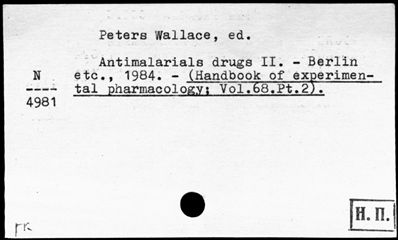 Peters Wallace, ed.
Antimalarials drugs II. - Berlin
etc., 1984. - (Handbook of experimen-
tal pharmacology; Vol.68.Pt.2).
N
----
4981
Н. П.